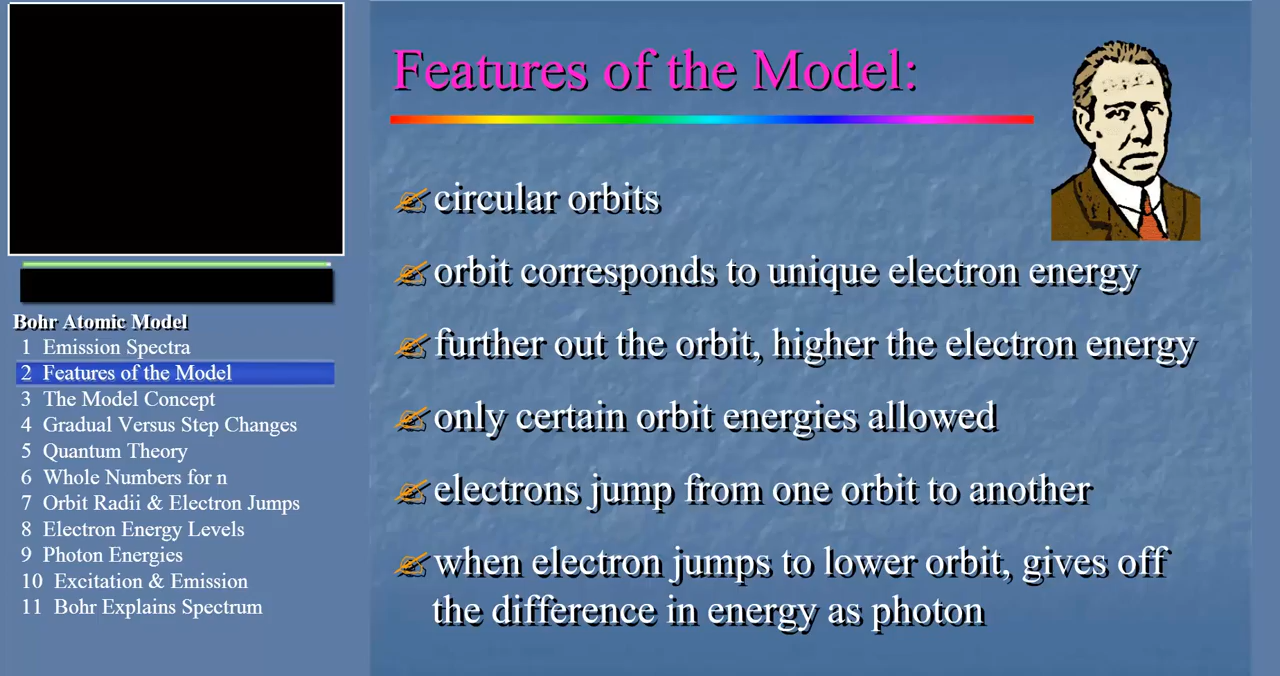 Features of the Model:
circular orbits
orbit corresponds to unique electron energy
further out the orbit, higher the electron energy
only certain orbit energies allowed
electrons jump from one orbit to another
when electron jumps to lower orbit, gives off
the difference in energy as photon
Bohr Atomic Model
1 Emission Spectra
2 Features of the Model
3 The Model Concept
4 Gradual Versus Step Changes
5 Quantum Theory
6 Whole Numbers for n
7 Orbit Radii & Electron Jumps
8 Electron Energy Levels
9 Photon Energies
10 Excitation & Emission
11 Bohr Explains Spectrum